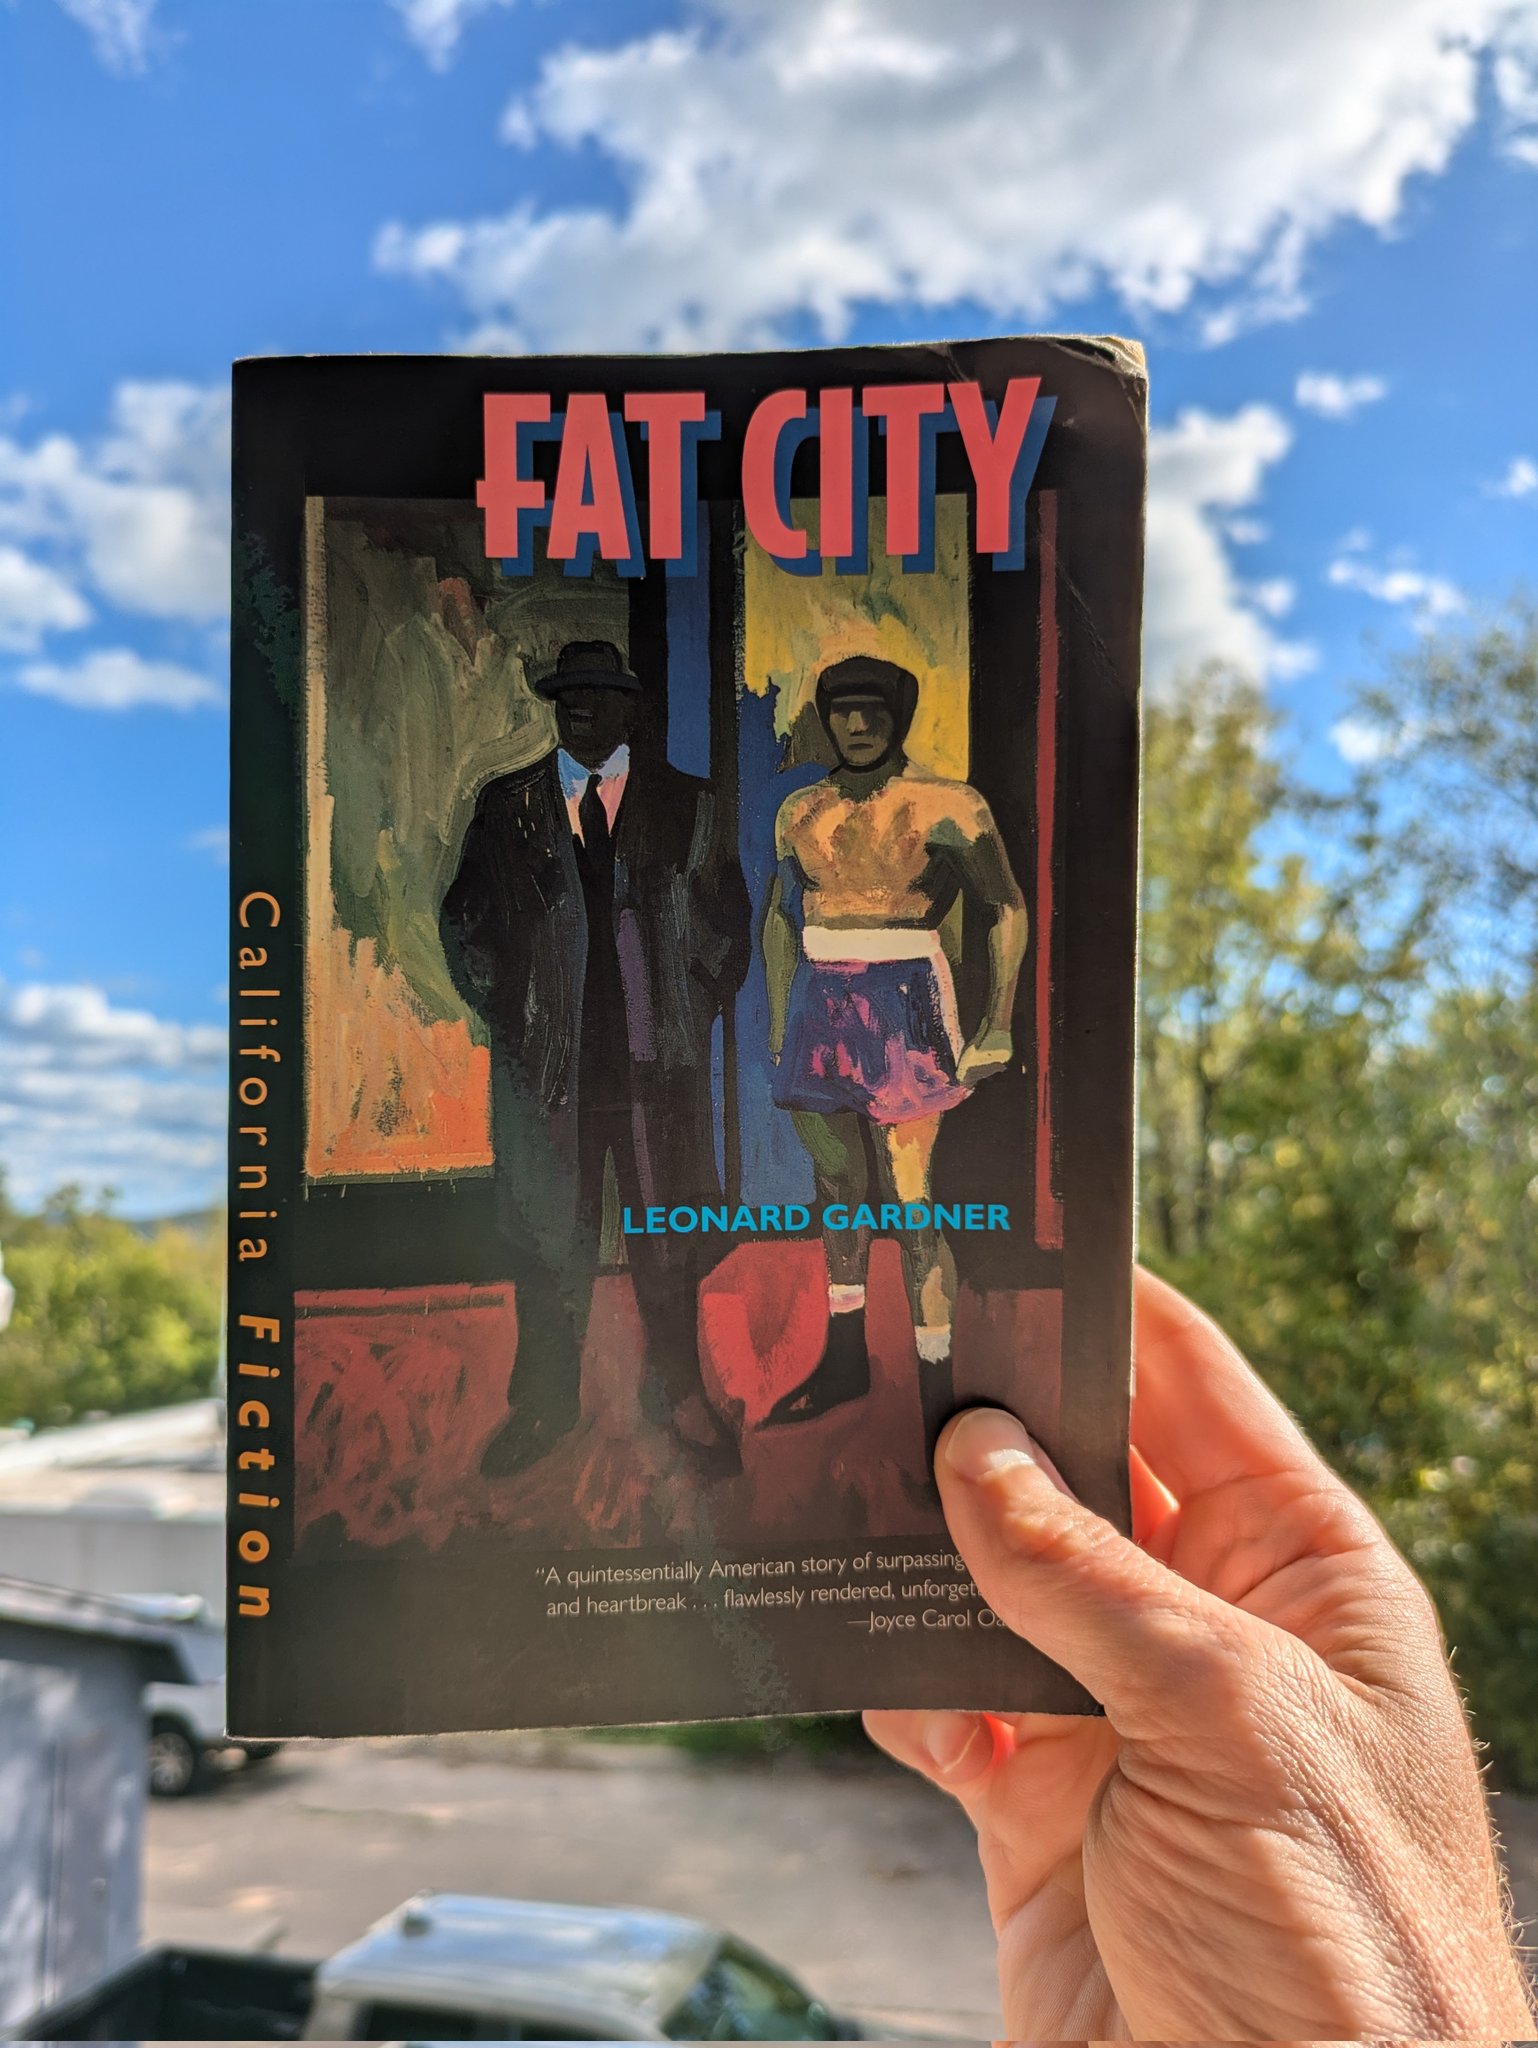 FAT CITY
California Fiction
LEONARD GARDNER
“A quintessentially American story of surpassing
and heartbreak . . . flawlessly rendered,
—Joyce Carol